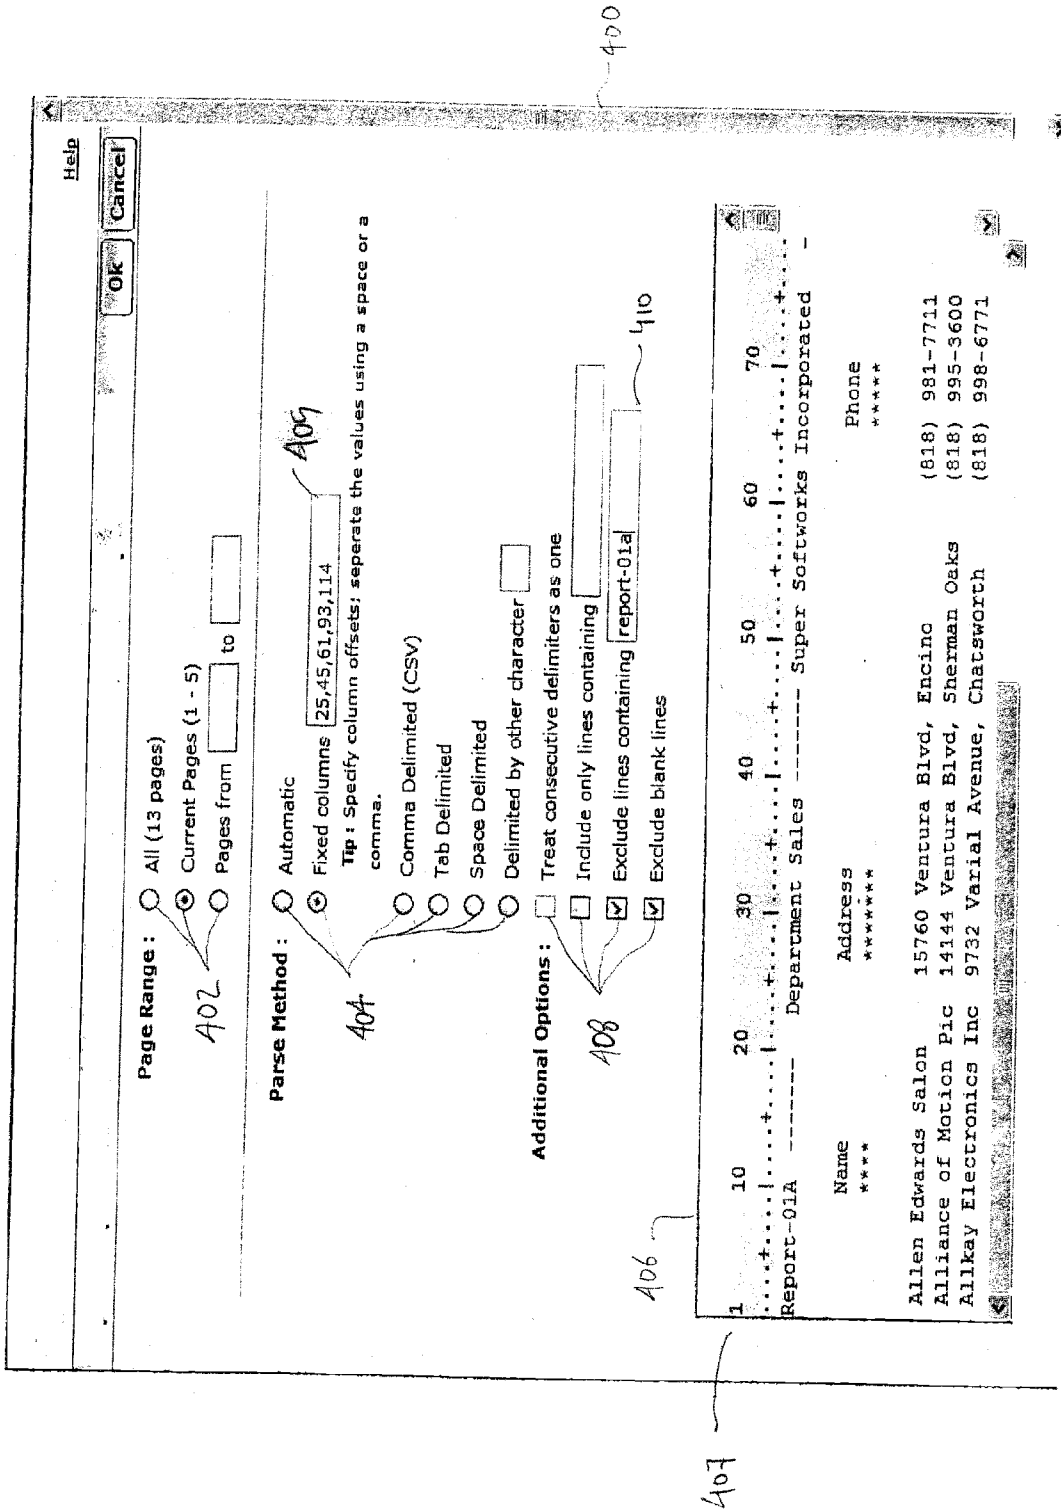 400
Help
Ok Cancel
Page Range :
All (13 pages)
Current Pages (1 - 5)
Pages from to
402
Parse Method :
Automatic
Fixed columns 25,45,61,93,114
405
Tip : Specify column offsets; seperate the values using a space or a
comma.
Comma Delimited (CSV)
Tab Delimited
Space Delimited
Delimited by other character
404
Additional Options :
Treat consecutive delimiters as one
Include only lines containing
Exclude lines containing report-01a
Exclude blank lines
408
410
406
407
1 10 20 30 40 50 60 70
|....+....|....+....|....+....|....+....|....+....|....+....|....+....|....+....
Report-01A ------- Department Sales ------- Super Softworks Incorporated -
Name Address Phone
**** ******** *****
Allen Edwards Salon 15760 Ventura Blvd, Encino (818) 981-7711
Alliance of Motion Pic 14144 Ventura Blvd, Sherman Oaks (818) 995-3600
Allkay Electronics Inc 9732 Varial Avenue, Chatsworth (818) 998-6771